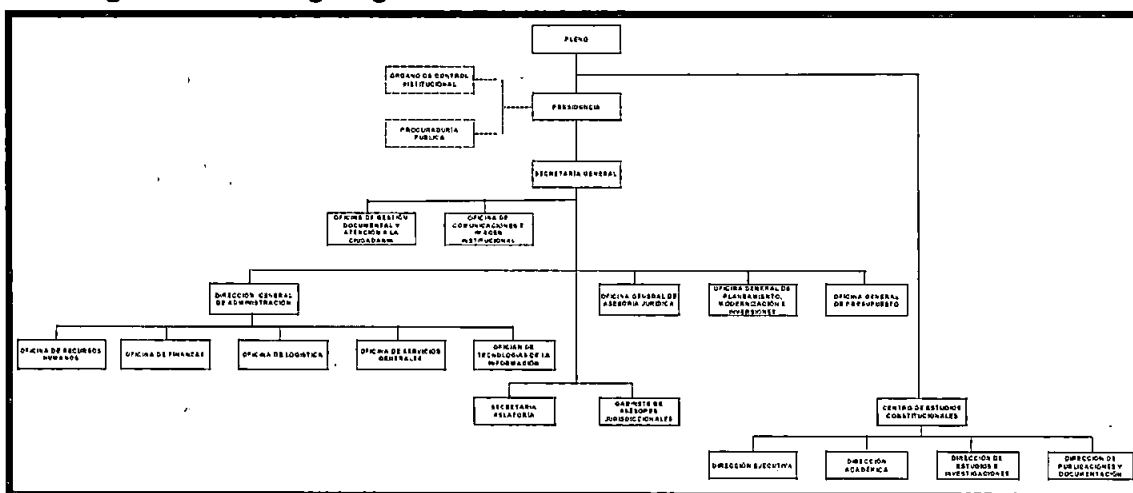 PLENO
ÓRGANO DE CONTROL
INSTITUCIONAL
PRESIDENCIA
PROCURADURÍA
PÚBLICA
SECRETARÍA GENERAL
OFICINA DE GESTIÓN
DOCUMENTAL Y
ATENCIÓN A LA
CIUDADANÍA
OFICINA DE
COMUNICACIONES E
IMAGEN
INSTITUCIONAL
DIRECCIÓN GENERAL
DE ADMINISTRACIÓN
OFICINA GENERAL DE
ASESORÍA JURÍDICA
OFICINA GENERAL DE
PLANEAMIENTO,
MODERNIZACIÓN E
INVERSIONES
OFICINA GENERAL
DE PRESUPUESTO
OFICINA DE RECURSOS
HUMANOS
OFICINA DE FINANZAS
OFICINA DE LOGÍSTICA
OFICINA DE SERVICIOS
GENERALES
OFICIAN DE
TECNOLOGÍAS DE LA
INFORMACIÓN
SECRETARIA
RELATORÍA
GABINETE DE
ASESORES
JURISDICCIONALES
CENTRO DE ESTUDIOS
CONSTITUCIONALES
DIRECCIÓN EJECUTIVA
DIRECCIÓN
ACADÉMICA
DIRECCIÓN DE
ESTUDIOS E
INVESTIGACIONES
DIRECCIÓN DE
PUBLICACIONES Y
DOCUMENTACIÓN